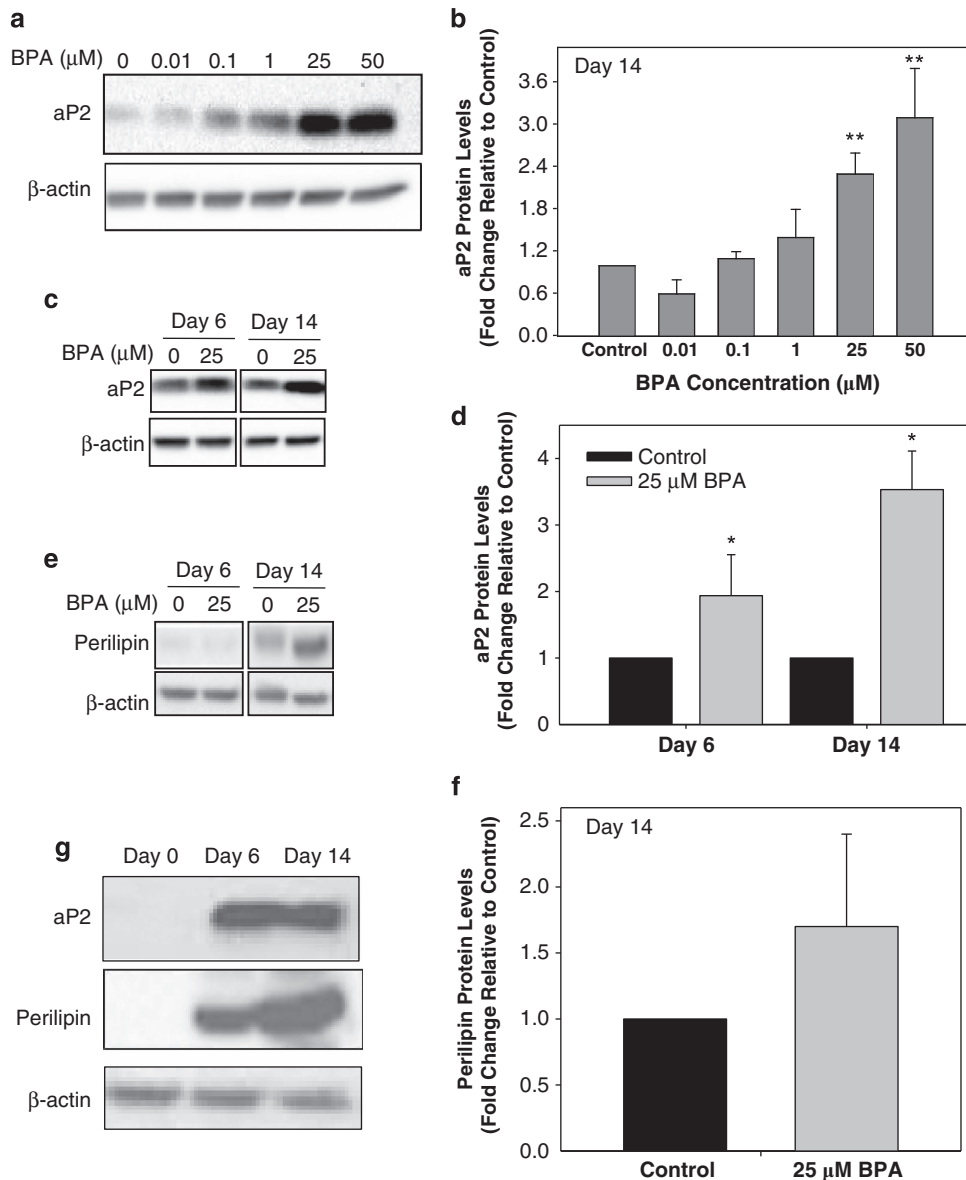 a
BPA (μM) 0 0.01 0.1 1 25 50
aP2
β-actin
b
Day 14
** **
3.6
3.0
2.4
1.8
1.2
0.6
0.0
aP2 Protein Levels
(Fold Change Relative to Control)
Control 0.01 0.1 1 25 50
BPA Concentration (μM)
c
Day 6 Day 14
BPA (μM) 0 25 0 25
aP2
β-actin
d
Control
25 μM BPA
* *
4
3
2
1
0
aP2 Protein Levels
(Fold Change Relative to Control)
Day 6 Day 14
e
Day 6 Day 14
BPA (μM) 0 25 0 25
Perilipin
β-actin
f
Day 14
2.5
2.0
1.5
1.0
0.5
0.0
Perilipin Protein Levels
(Fold Change Relative to Control)
Control 25 μM BPA
g
Day 0 Day 6 Day 14
aP2
Perilipin
β-actin